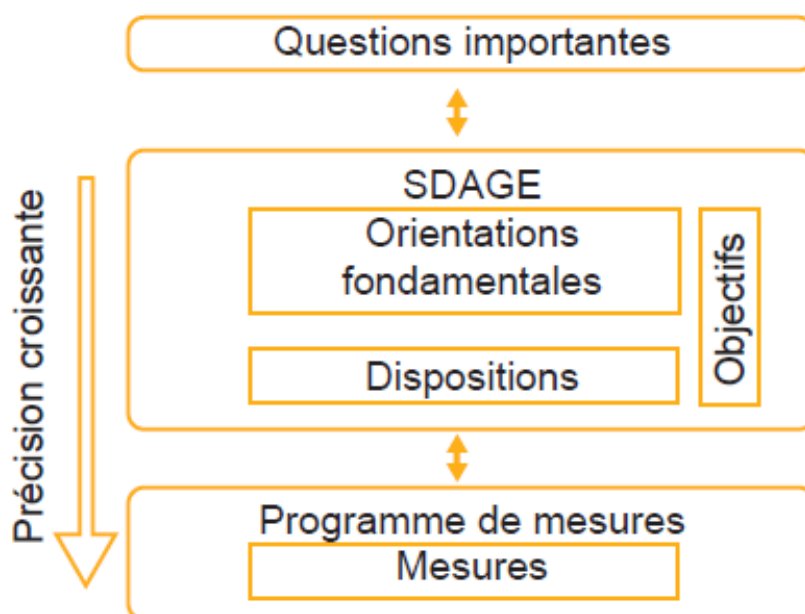 Questions importantes
SDAGE
Orientations
fondamentales
Dispositions
Objectifs
Programme de mesures
Mesures
Précision croissante